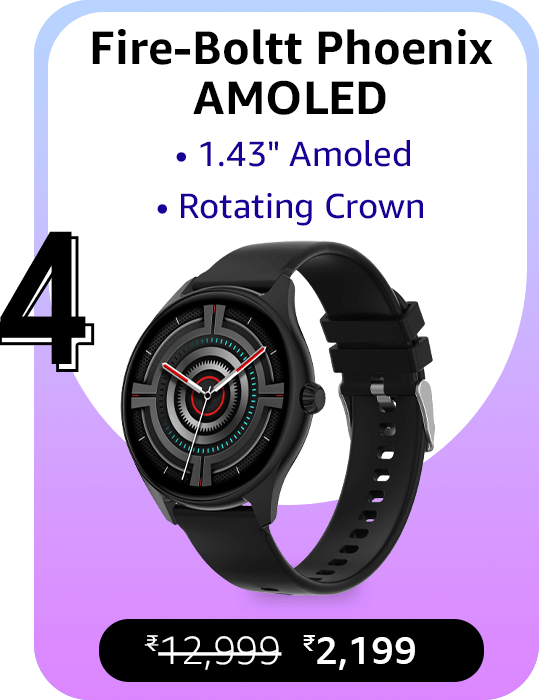 Fire-Boltt Phoenix
AMOLED
• 1.43" Amoled
• Rotating Crown
4
₹12,999 ₹2,199